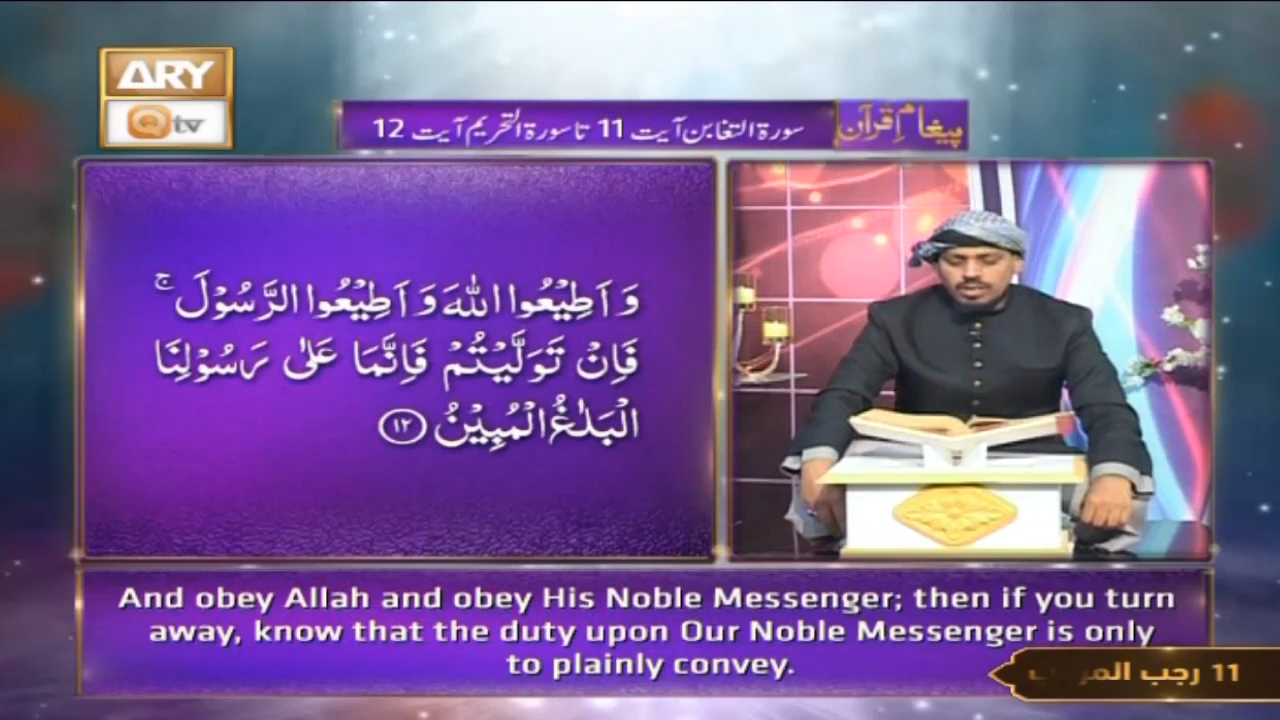 ARY
Qtv
پیغامِ قرآن
سورۃ التغابن آیت 11 تا سورۃ التحریم آیت 12
وَ اَطِیْعُوا اللّٰهَ وَ اَطِیْعُوا الرَّسُوْلَ ۚ
فَاِنْ تَوَلَّیْتُمْ فَاِنَّمَا عَلٰى رَسُوْلِنَا
الْبَلٰغُ الْمُبِیْنُ ۝۱۲
And obey Allah and obey His Noble Messenger; then if you turn
away, know that the duty upon Our Noble Messenger is only
to plainly convey.
11 رجب